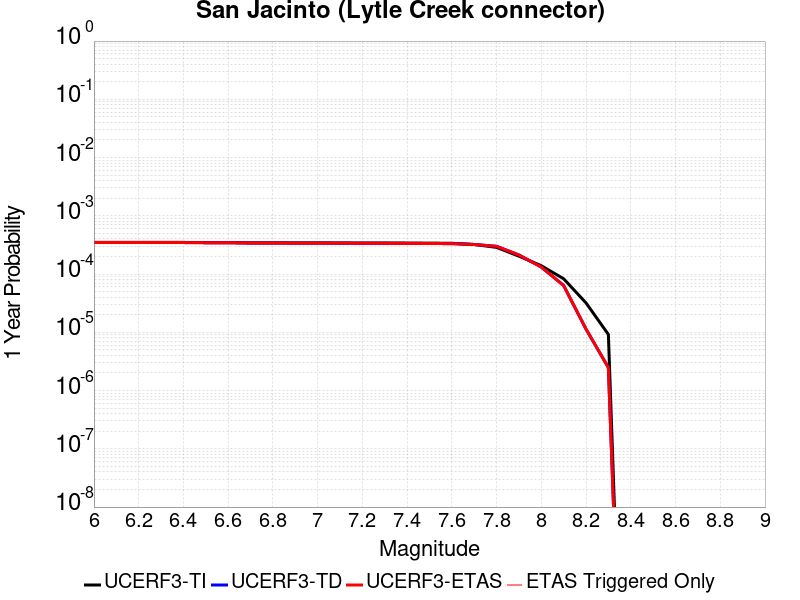 San Jacinto (Lytle Creek connector)
10^0
10^-1
10^-2
10^-3
10^-4
10^-5
10^-6
10^-7
10^-8
1 Year Probability
6 6.2 6.4 6.6 6.8 7 7.2 7.4 7.6 7.8 8 8.2 8.4 8.6 8.8 9
Magnitude
UCERF3-TI UCERF3-TD UCERF3-ETAS ETAS Triggered Only